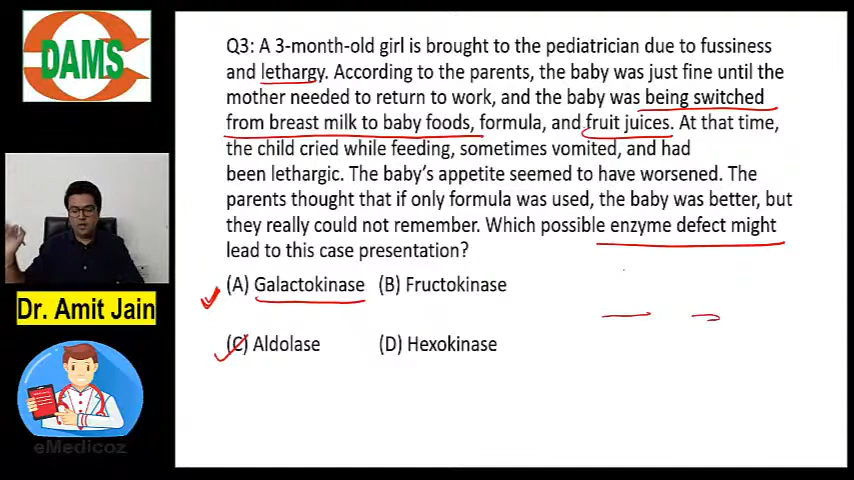 DAMS
Q3: A 3-month-old girl is brought to the pediatrician due to fussiness
and lethargy. According to the parents, the baby was just fine until the
mother needed to return to work, and the baby was being switched
from breast milk to baby foods, formula, and fruit juices. At that time,
the child cried while feeding, sometimes vomited, and had
been lethargic. The baby's appetite seemed to have worsened. The
parents thought that if only formula was used, the baby was better, but
they really could not remember. Which possible enzyme defect might
lead to this case presentation?
(A) Galactokinase (B) Fructokinase
(C) Aldolase (D) Hexokinase
Dr. Amit Jain
eMedicoz